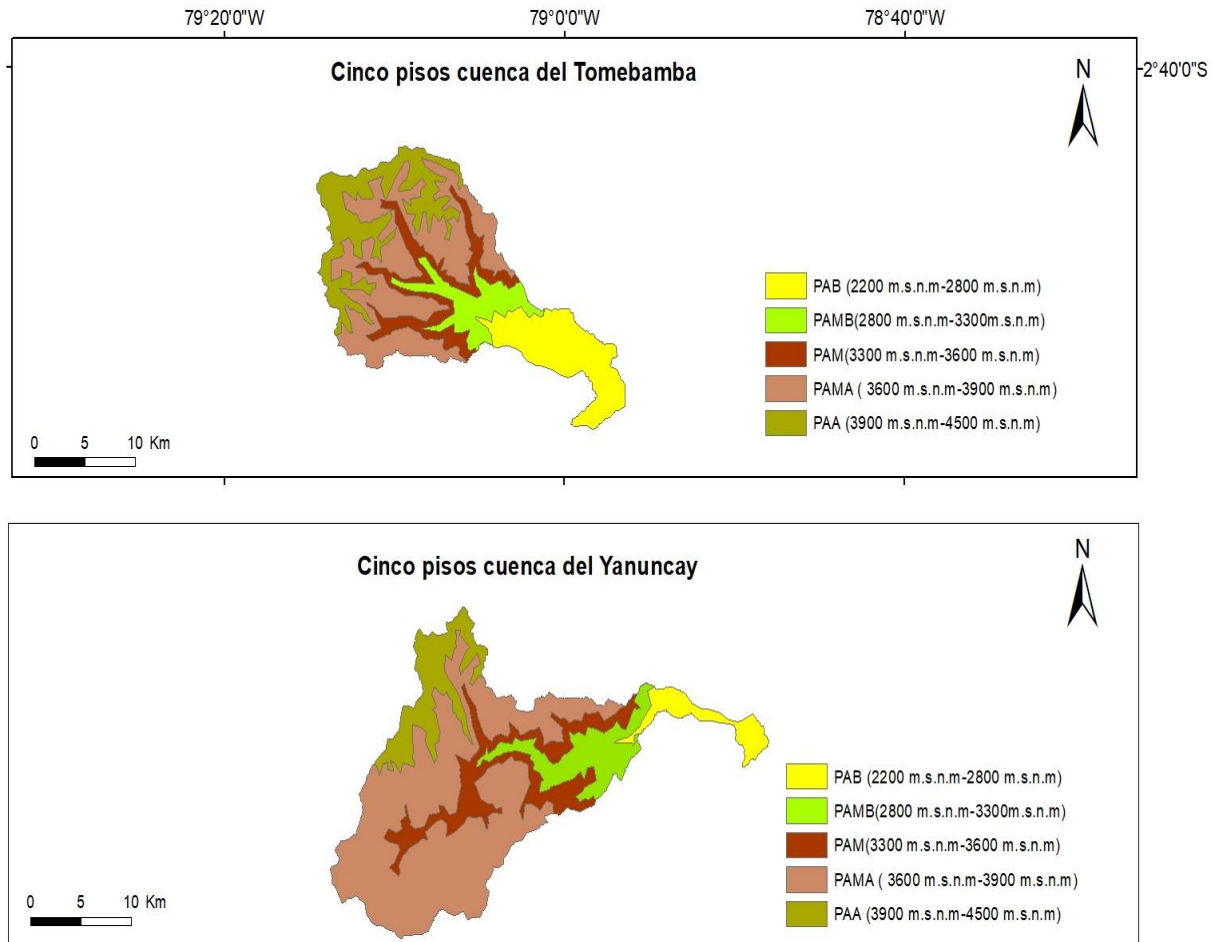 79°20'0"W 79°0'0"W 78°40'0"W
Cinco pisos cuenca del Tomebamba
N
2°40'0"S
PAB (2200 m.s.n.m-2800 m.s.n.m)
PAMB(2800 m.s.n.m-3300m.s.n.m)
PAM(3300 m.s.n.m-3600 m.s.n.m)
PAMA ( 3600 m.s.n.m-3900 m.s.n.m)
PAA (3900 m.s.n.m-4500 m.s.n.m)
0 5 10 Km
Cinco pisos cuenca del Yanuncay
N
PAB (2200 m.s.n.m-2800 m.s.n.m)
PAMB(2800 m.s.n.m-3300m.s.n.m)
PAM(3300 m.s.n.m-3600 m.s.n.m)
PAMA ( 3600 m.s.n.m-3900 m.s.n.m)
PAA (3900 m.s.n.m-4500 m.s.n.m)
0 5 10 Km